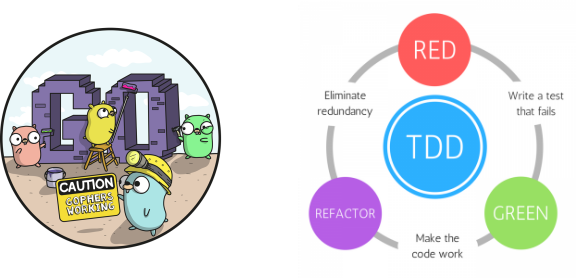 GO
CAUTION
GOPHERS
WORKING
RED
Eliminate
redundancy
Write a test
that fails
TDD
REFACTOR
GREEN
Make the
code work